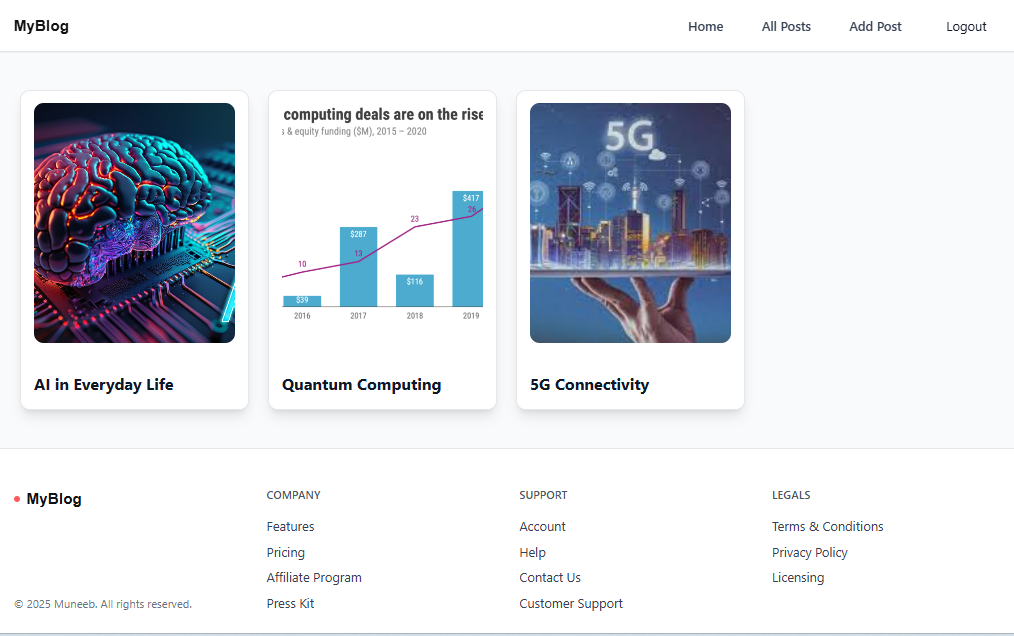 MyBlog
Home
All Posts
Add Post
Logout
computing deals are on the rise
s & equity funding ($M), 2015 – 2020
$417
26
23
$287
13
10
$116
$39
2016
2017
2018
2019
5G
AI in Everyday Life
Quantum Computing
5G Connectivity
MyBlog
© 2025 Muneeb. All rights reserved.
COMPANY
Features
Pricing
Affiliate Program
Press Kit
SUPPORT
Account
Help
Contact Us
Customer Support
LEGALS
Terms & Conditions
Privacy Policy
Licensing